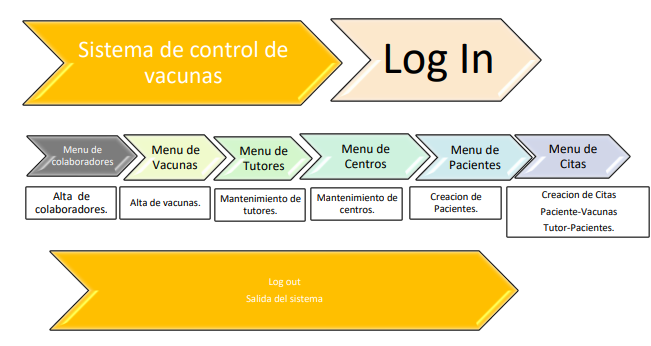 Sistema de control de
vacunas
Log In
Menu de
colaboradores
Menu de
Vacunas
Menu de
Tutores
Menu de
Centros
Menu de
Pacientes
Menu de
Citas
Alta de
colaboradores.
Alta de vacunas.
Mantenimiento de
tutores.
Mantenimiento de
centros.
Creacion de
Pacientes.
Creacion de Citas
Paciente-Vacunas
Tutor-Pacientes.
Log out
Salida del sistema